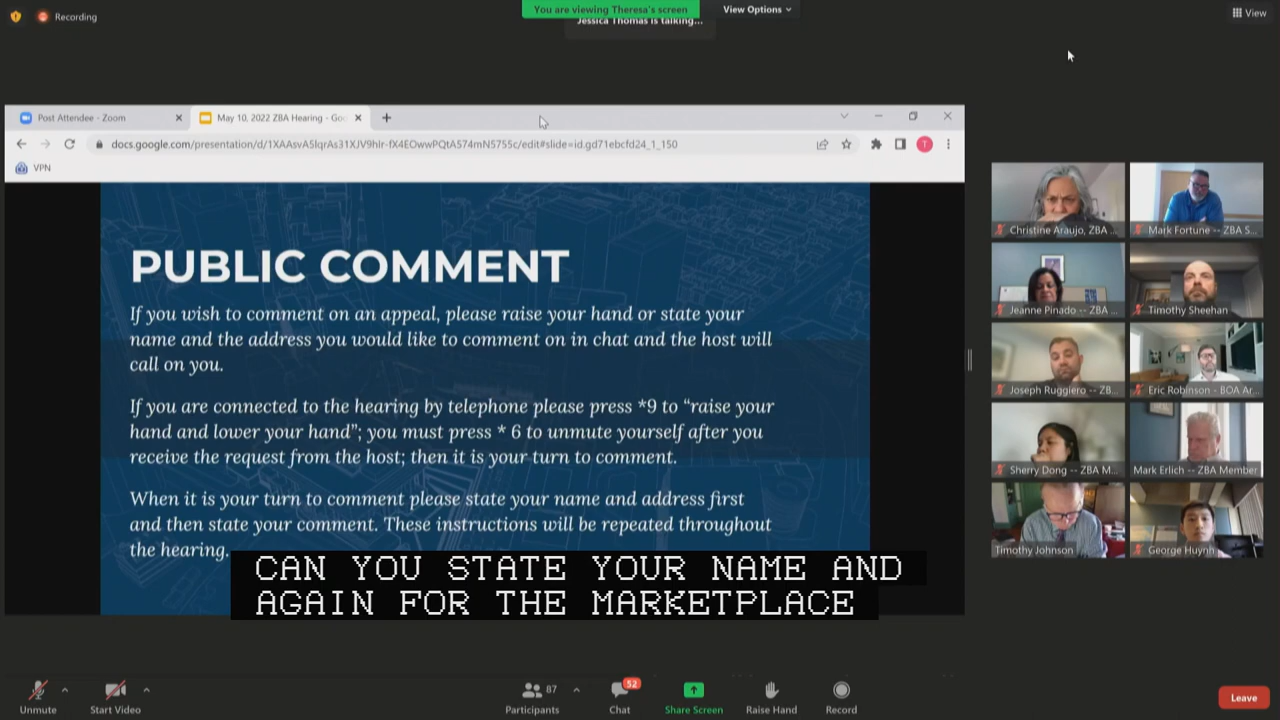 You are viewing Theresa's screen
View Options
Recording
View
Jessica Thomas is talking...
Post Attendee - Zoom
May 10, 2022 ZBA Hearing - Goo
docs.google.com/presentation/d/1XAAsvA5lqrAs31XJV9hIr-fX4EOwwPQtA574mN5755c/edit#slide=id.gd71ebcfd24_1_150
T
VPN
PUBLIC COMMENT
If you wish to comment on an appeal, please raise your hand or state your
name and the address you would like to comment on in chat and the host will
call on you.
If you are connected to the hearing by telephone please press *9 to “raise your
hand and lower your hand”; you must press * 6 to unmute yourself after you
receive the request from the host; then it is your turn to comment.
When it is your turn to comment please state your name and address first
and then state your comment. These instructions will be repeated throughout
the hearing.
CAN YOU STATE YOUR NAME AND
AGAIN FOR THE MARKETPLACE
Christine Araujo, ZBA ...
Mark Fortune -- ZBA S...
Jeanne Pinado -- ZBA ...
Timothy Sheehan
Joseph Ruggiero -- ZB...
Eric Robinson - BOA Ar...
Sherry Dong -- ZBA M...
Mark Erlich -- ZBA Member
Timothy Johnson
George Huynh
Unmute
Start Video
87
Participants
52
Chat
Share Screen
Raise Hand
Record
Leave